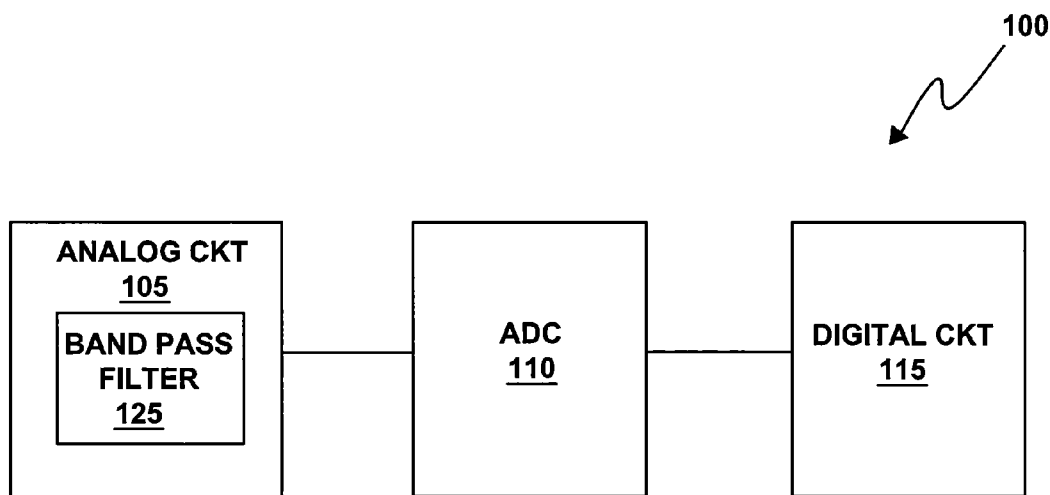 100
ANALOG CKT
105
BAND PASS
FILTER
125
ADC
110
DIGITAL CKT
115